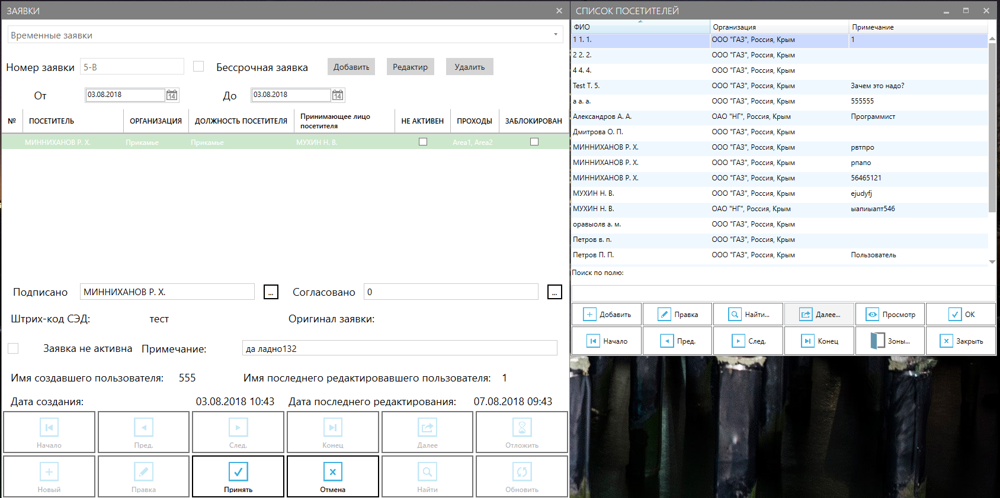 ЗАЯВКИ
Временные заявки
Номер заявки 5-В Бессрочная заявка Добавить Редактир Удалить
От 03.08.2018 14 До 03.08.2018 14
№ ПОСЕТИТЕЛЬ ОРГАНИЗАЦИЯ ДОЛЖНОСТЬ ПОСЕТИТЕЛЯ Принимающее лицо посетителя НЕ АКТИВЕН ПРОХОДЫ ЗАБЛОКИРОВАН
МИННИХАНОВ Р. Х. Прикамье Прикамье МУХИН Н. В. Area1, Area2
Подписано МИННИХАНОВ Р. Х. ... Согласовано 0 ...
Штрих-код СЭД: тест Оригинал заявки:
Заявка не активна Примечание: да ладно132
Имя создавшего пользователя: 555 Имя последнего редактировавшего пользователя: 1
Дата создания: 03.08.2018 10:43 Дата последнего редактирования: 07.08.2018 09:43
Начало Пред. След. Конец Далее Отложить
Новый Правка Принять Отмена Найти Обновить
СПИСОК ПОСЕТИТЕЛЕЙ
ФИО Организация Примечание
1 1. 1. ООО "ГАЗ", Россия, Крым 1
2 2. 2. ООО "ГАЗ", Россия, Крым
4 4. 4. ООО "ГАЗ", Россия, Крым
Test Т. 5. ООО "ГАЗ", Россия, Крым Зачем это надо?
а а. а. ООО "ГАЗ", Россия, Крым 555555
Александров А. А. ОАО "НГ", Россия, Крым Программист
Дмитрова О. П. ООО "ГАЗ", Россия, Крым
МИННИХАНОВ Р. Х. ООО "ГАЗ", Россия, Крым рвтпро
МИННИХАНОВ Р. Х. ООО "ГАЗ", Россия, Крым рпапо
МИННИХАНОВ Р. Х. ООО "ГАЗ", Россия, Крым 56465121
МУХИН Н. В. ООО "ГАЗ", Россия, Крым ejudyfj
МУХИН Н. В. ОАО "НГ", Россия, Крым ыапиыапт546
оравыолв а. м. ООО "ГАЗ", Россия, Крым
Петров в. п. ООО "ГАЗ", Россия, Крым
Петров П. П. ООО "ГАЗ", Россия, Крым Пользователь
Поиск по полю:
Добавить Правка Найти... Далее... Просмотр ОК
Начало Пред. След. Конец Зоны... Закрыть